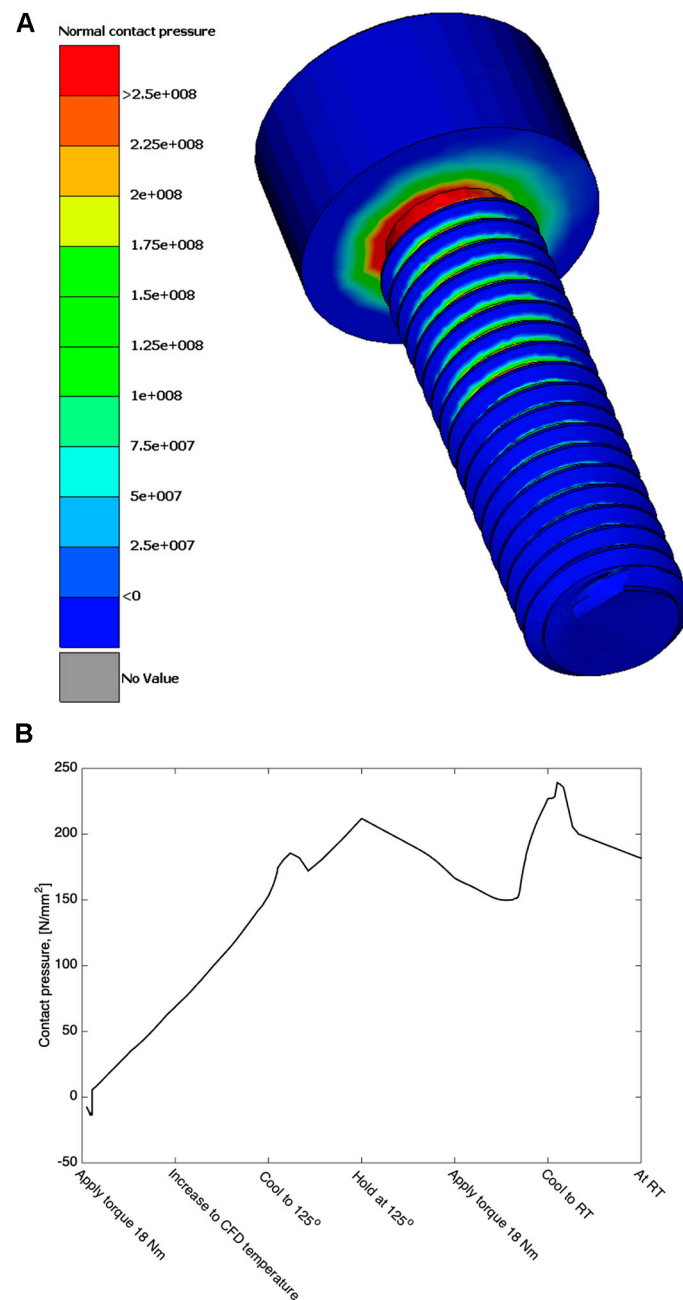 A
Normal contact pressure
>2.5e+008
2.25e+008
2e+008
1.75e+008
1.5e+008
1.25e+008
1e+008
7.5e+007
5e+007
2.5e+007
<0
No Value
B
250
200
150
100
50
0
-50
Contact pressure, [N/mm²]
Apply torque 18 Nm
Increase to CFD temperature
Cool to 125°
Hold at 125°
Apply torque 18 Nm
Cool to RT
At RT